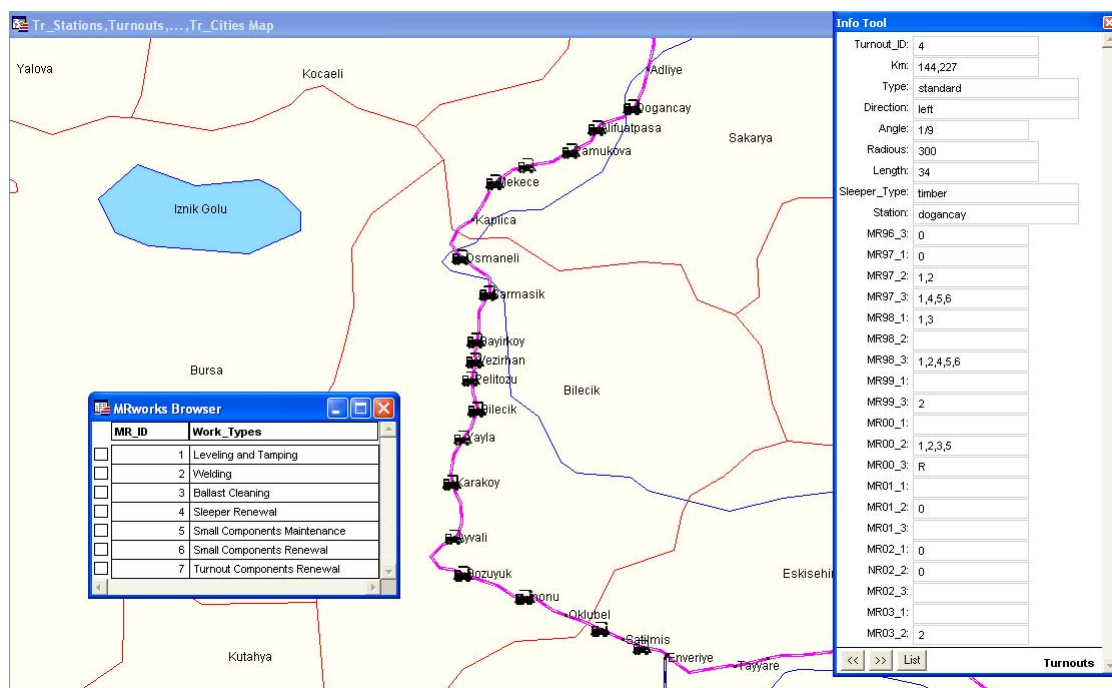 Tr_Stations,Turnouts,...,Tr_Cities Map
Yalova
Kocaeli
Adliye
Dogancay
Alifuatpasa
Sakarya
Mekece
Iznik Golu
Kaplica
Osmaneli
Bursa
Vezirhan
Pelitozu
Bilecik
Bilecik
Yayla
Karakoy
Ayvali
Bozuyuk
Eskisehir
Oklubel
Satilmis
Kutahya
Enveriye
Tayyare
MRworks Browser
MR_ID Work_Types
1 Leveling and Tamping
2 Welding
3 Ballast Cleaning
4 Sleeper Renewal
5 Small Components Maintenance
6 Small Components Renewal
7 Turnout Components Renewal
Info Tool
Turnout_ID: 4
Km: 144,227
Type: standard
Direction: left
Angle: 1/9
Radious: 300
Length: 34
Sleeper_Type: timber
Station: dogancay
MR96_3: 0
MR97_1: 0
MR97_2: 1,2
MR97_3: 1,4,5,6
MR98_1: 1,3
MR98_2:
MR98_3: 1,2,4,5,6
MR99_1:
MR99_3: 2
MR00_1:
MR00_2: 1,2,3,5
MR00_3: R
MR01_1:
MR01_2: 0
MR01_3:
MR02_1: 0
NR02_2: 0
MR02_3:
MR03_1:
MR03_2: 2
<< >> List Turnouts